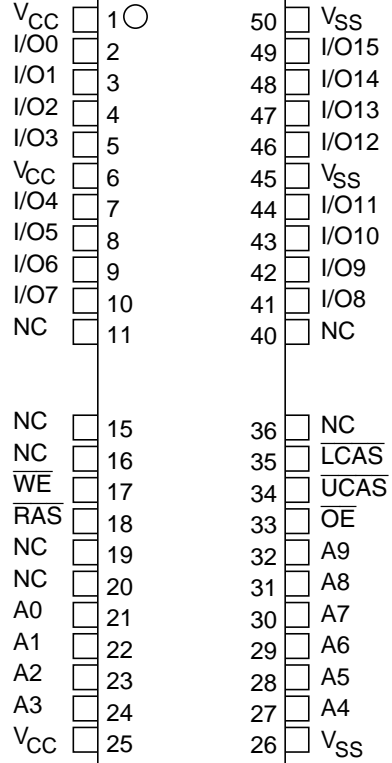 VCC 1 50 VSS
I/O0 2 49 I/O15
I/O1 3 48 I/O14
I/O2 4 47 I/O13
I/O3 5 46 I/O12
VCC 6 45 VSS
I/O4 7 44 I/O11
I/O5 8 43 I/O10
I/O6 9 42 I/O9
I/O7 10 41 I/O8
NC 11 40 NC
NC 15 36 NC
NC 16 35 LCAS
WE 17 34 UCAS
RAS 18 33 OE
NC 19 32 A9
NC 20 31 A8
A0 21 30 A7
A1 22 29 A6
A2 23 28 A5
A3 24 27 A4
VCC 25 26 VSS